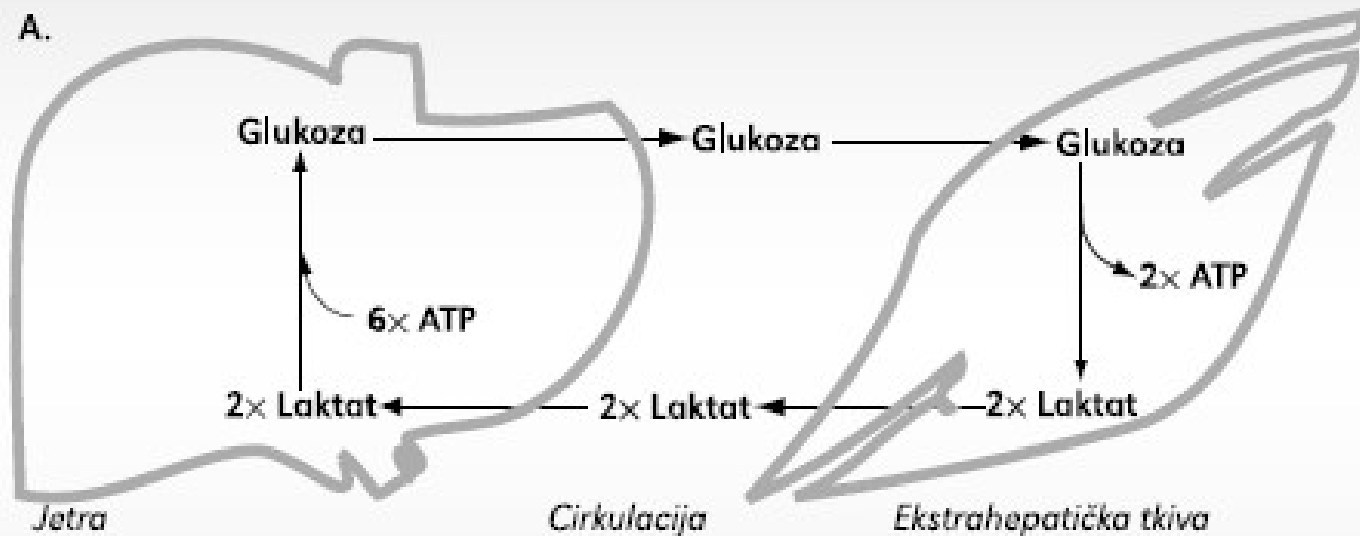 A.
Glukoza Glukoza Glukoza
2× ATP
6× ATP
2× Laktat 2× Laktat 2× Laktat
Jetra Cirkulacija Ekstrahepatička tkiva